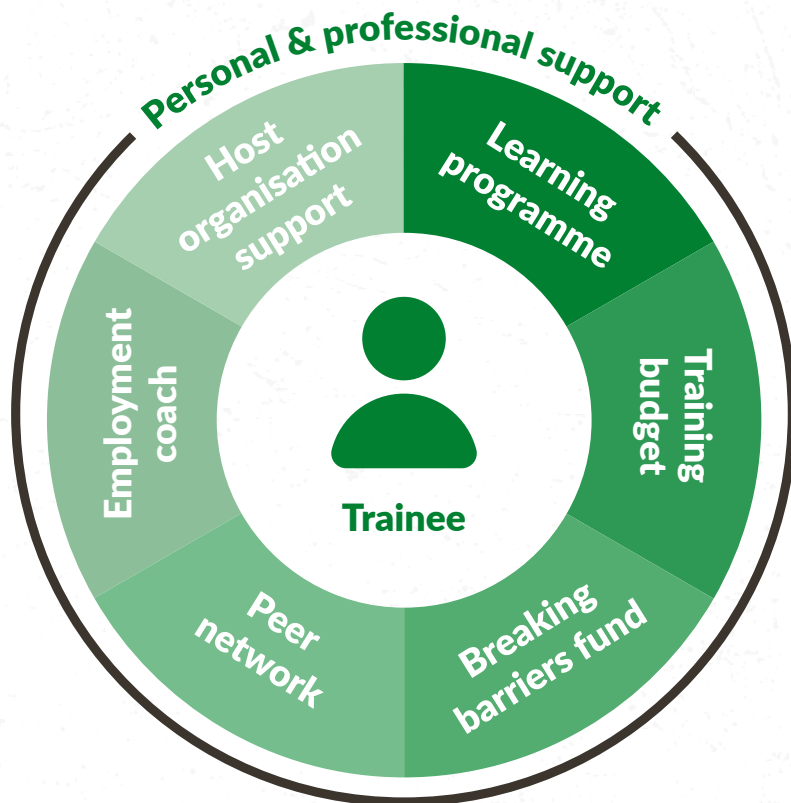 Personal & professional support
Learning
programme
Training
budget
Breaking
barriers fund
Peer
network
Employment
coach
Host
organisation
support
Trainee